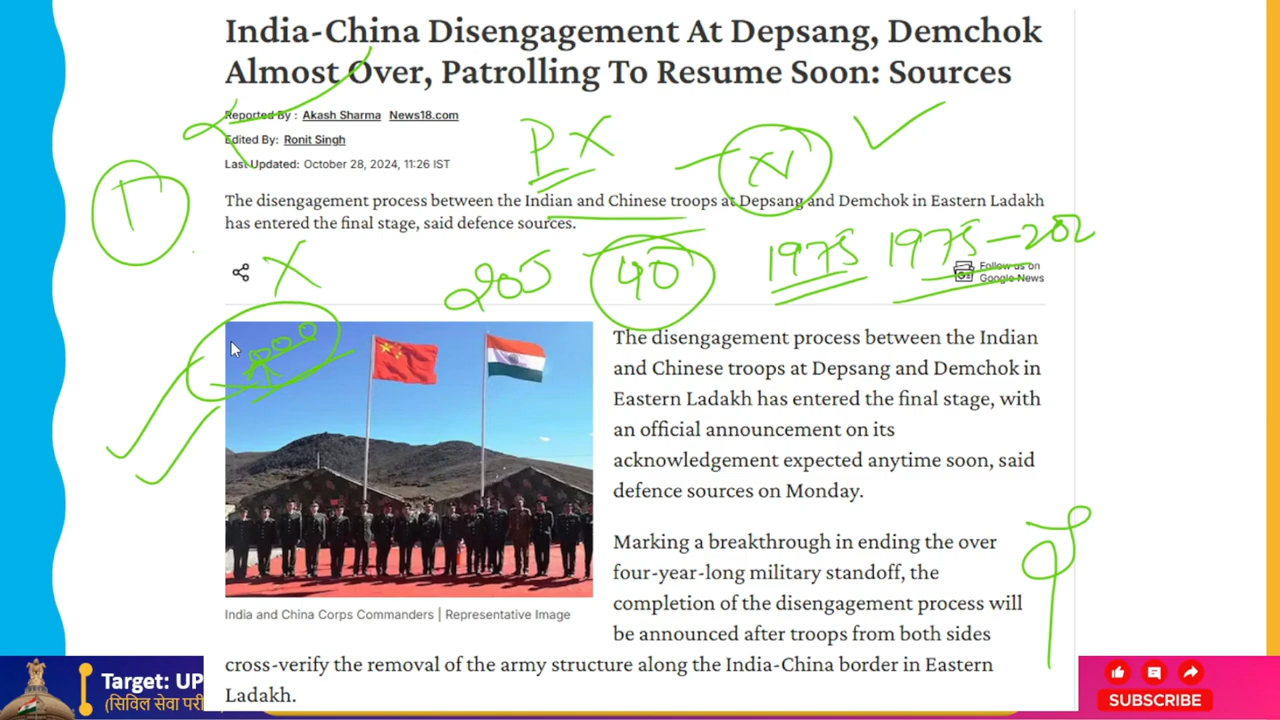 India-China Disengagement At Depsang, Demchok
Almost Over, Patrolling To Resume Soon: Sources
Reported By : Akash Sharma News18.com
Edited By: Ronit Singh
Last Updated: October 28, 2024, 11:26 IST
PX
The disengagement process between the Indian and Chinese troops at Depsang and Demchok in Eastern Ladakh
has entered the final stage, said defence sources.
X
40
1975
1975-202
Follow us on
Google News
The disengagement process between the Indian
and Chinese troops at Depsang and Demchok in
Eastern Ladakh has entered the final stage, with
an official announcement on its
acknowledgement expected anytime soon, said
defence sources on Monday.
Marking a breakthrough in ending the over
four-year-long military standoff, the
completion of the disengagement process will
be announced after troops from both sides
India and China Corps Commanders | Representative Image
cross-verify the removal of the army structure along the India-China border in Eastern
Ladakh.
Target: UP
(सिविल सेवा परी
SUBSCRIBE